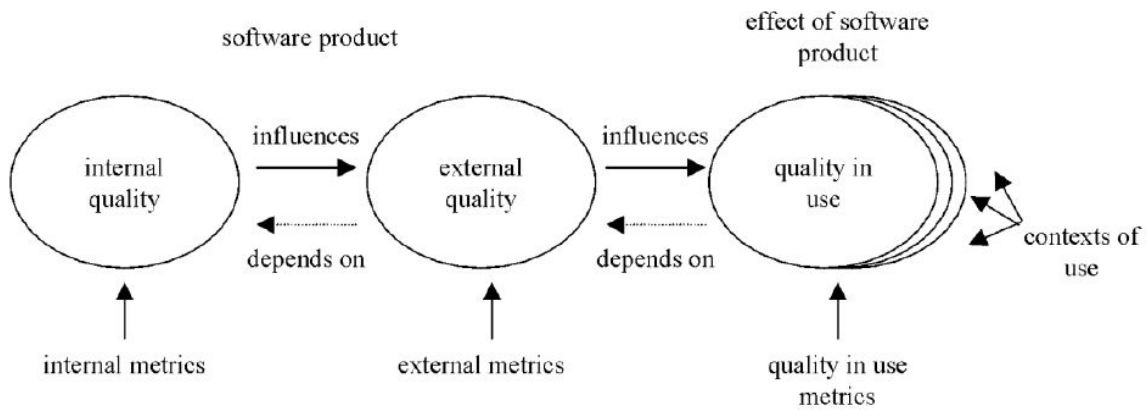 software product
effect of software
product
internal
quality
influences
depends on
external
quality
influences
depends on
quality in
use
contexts of
use
internal metrics
external metrics
quality in use
metrics